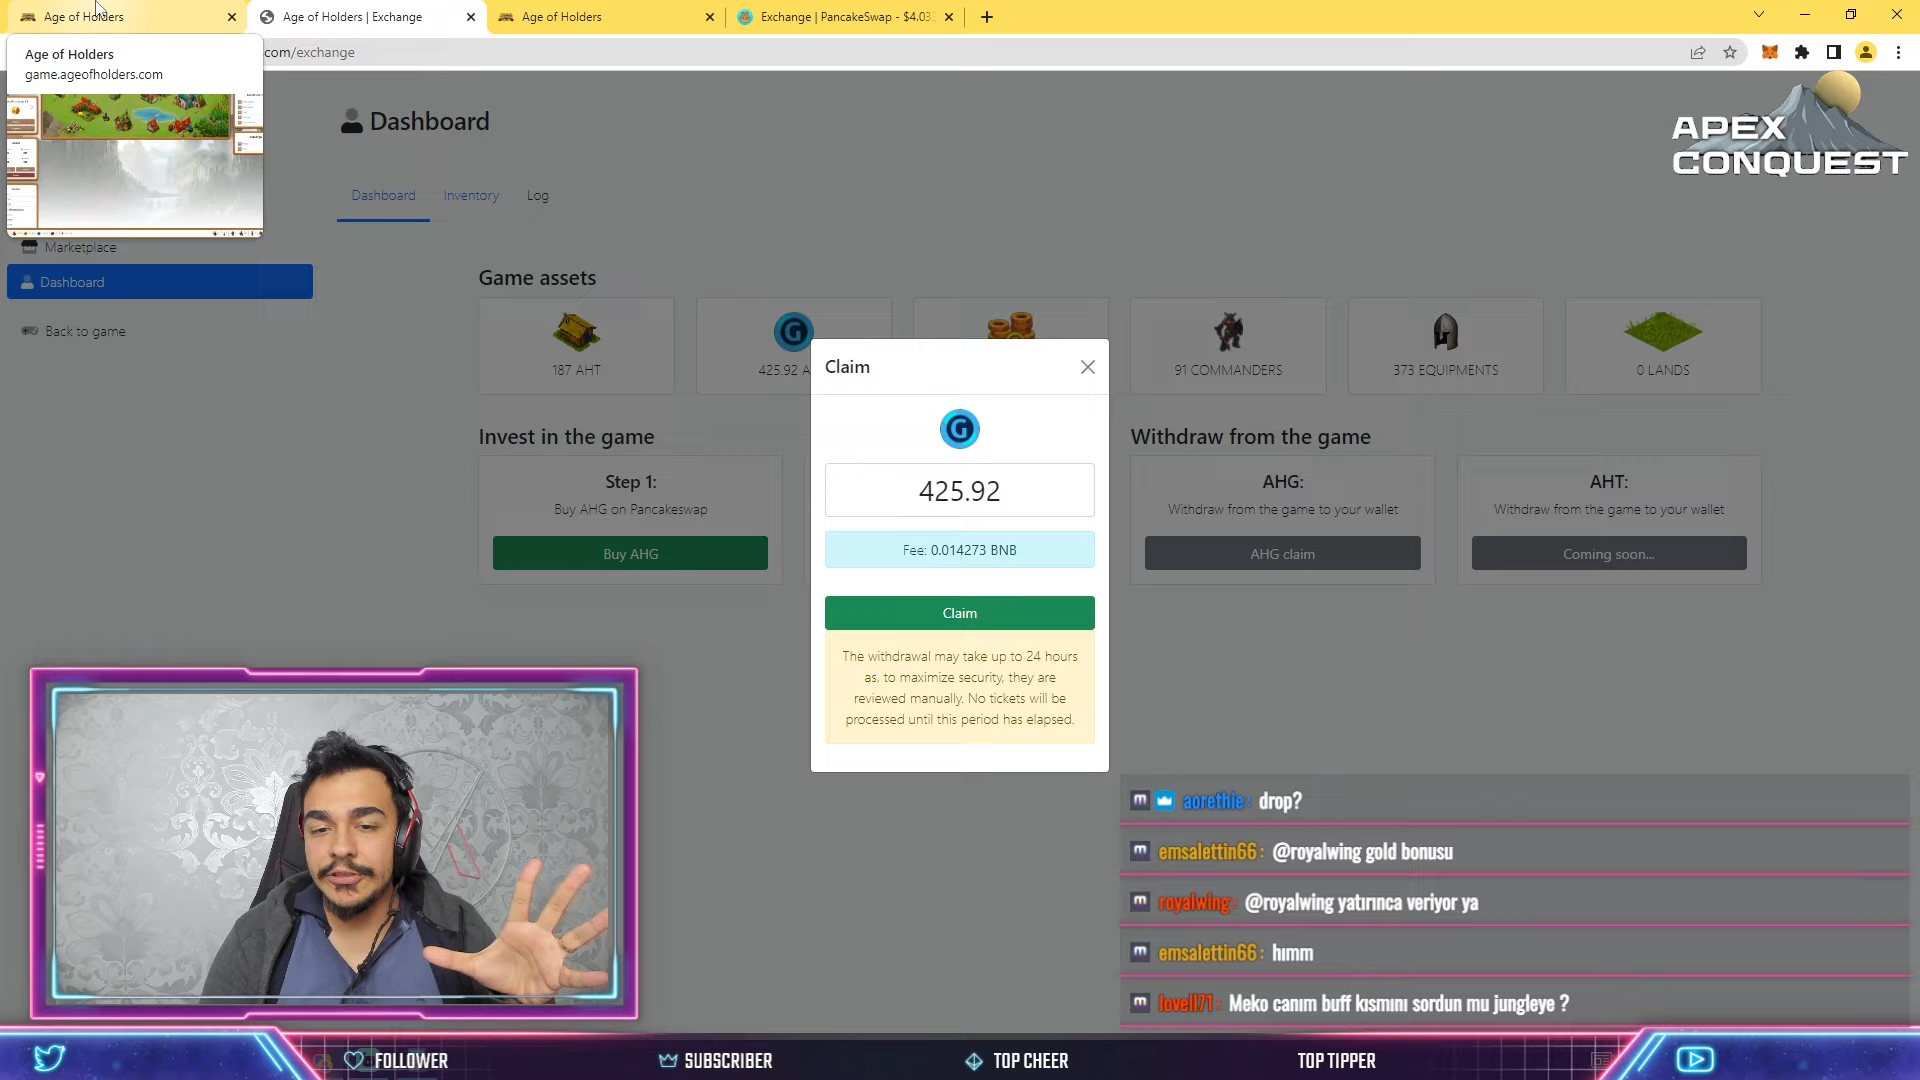 Age of Holders
Age of Holders | Exchange
Age of Holders
Exchange | PancakeSwap - $4.03
Age of Holders
game.ageofholders.com
com/exchange
Dashboard
APEX
CONQUEST
Dashboard
Inventory
Log
Marketplace
Dashboard
Back to game
Game assets
187 AHT
425.92 A
91 COMMANDERS
373 EQUIPMENTS
0 LANDS
Claim
G
425.92
Fee: 0.014273 BNB
Claim
The withdrawal may take up to 24 hours
as, to maximize security, they are
reviewed manually. No tickets will be
processed until this period has elapsed.
Invest in the game
Step 1:
Buy AHG on Pancakeswap
Buy AHG
Withdraw from the game
AHG:
Withdraw from the game to your wallet
AHG claim
AHT:
Withdraw from the game to your wallet
Coming soon...
aorethie: drop?
emsalettin66: @royalwing gold bonusu
royalwing: @royalwing yatırınca veriyor ya
emsalettin66: hımm
lovell71: Meko canım buff kısmını sordun mu jungleye ?
FOLLOWER
SUBSCRIBER
TOP CHEER
TOP TIPPER